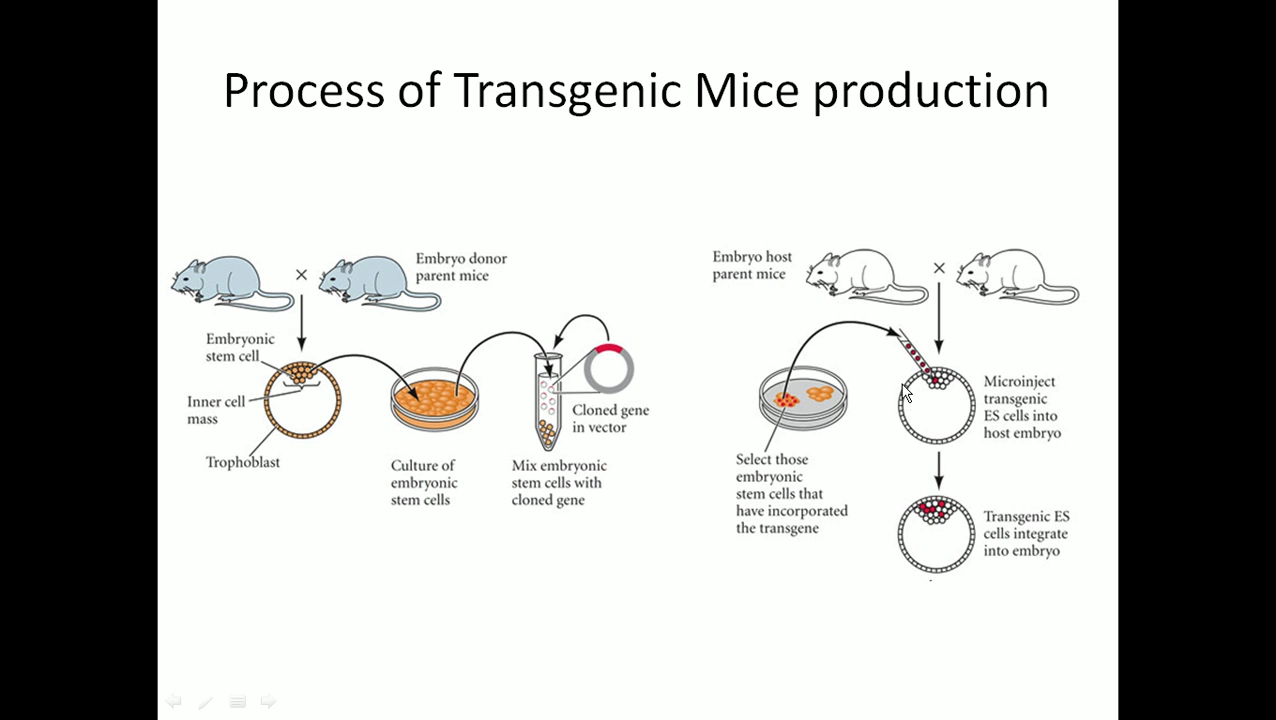 Process of Transgenic Mice production
Embryo donor
parent mice
×
Embryonic
stem cell
Inner cell
mass
Trophoblast
Culture of
embryonic
stem cells
Mix embryonic
stem cells with
cloned gene
Cloned gene
in vector
Embryo host
parent mice
×
Select those
embryonic
stem cells that
have incorporated
the transgene
Microinject
transgenic
ES cells into
host embryo
Transgenic ES
cells integrate
into embryo